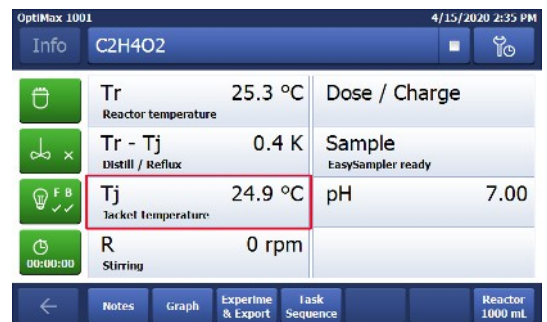 OptiMax 1001 4/15/2020 2:35 PM
Info C2H4O2
Tr 25.3 °C Dose / Charge
Reactor temperature
Tr - Tj 0.4 K Sample
Distill / Reflux EasySampler ready
F B
Tj 24.9 °C pH 7.00
Jacket temperature
R 0 rpm
Stirring
00:00:00
Notes Graph Experime Task Reactor
& Export Sequence 1000 mL